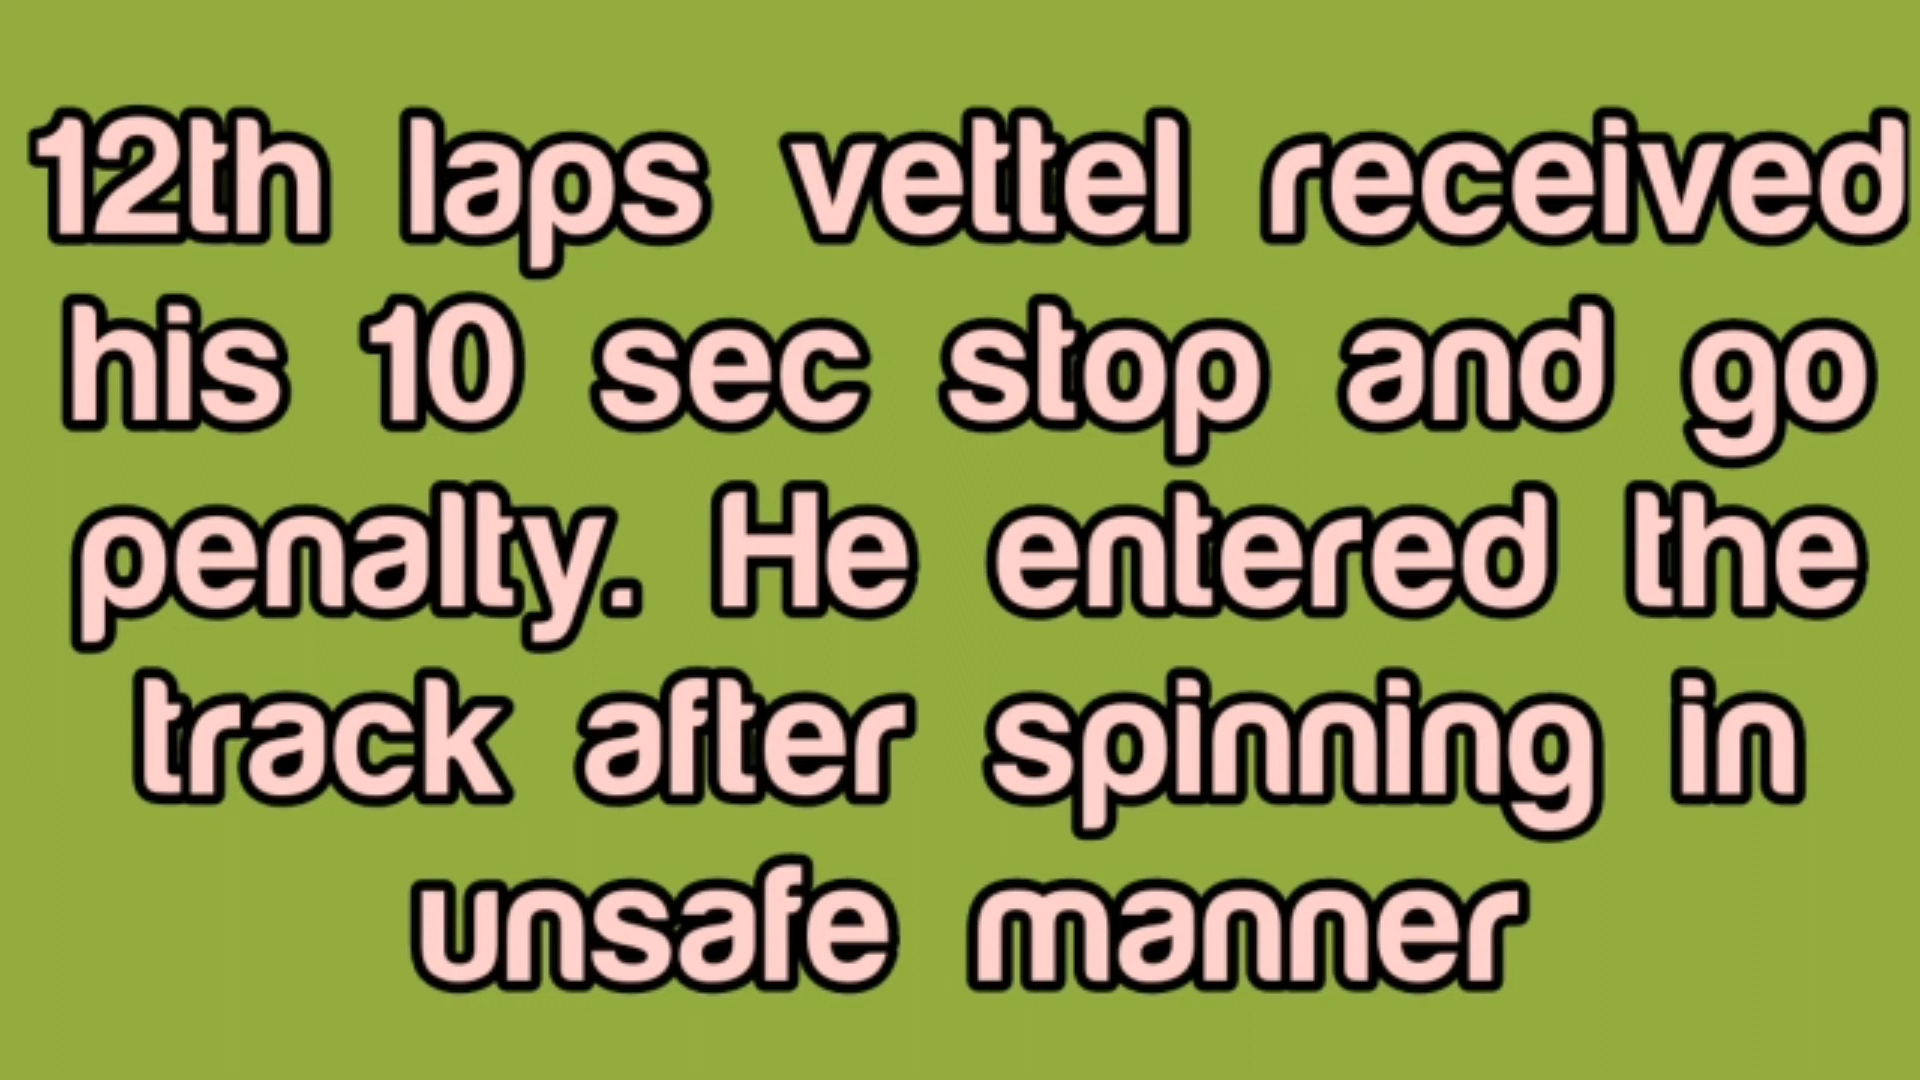 12th laps vettel received
his 10 sec stop and go
penalty. He entered the
track after spinning in
unsafe manner